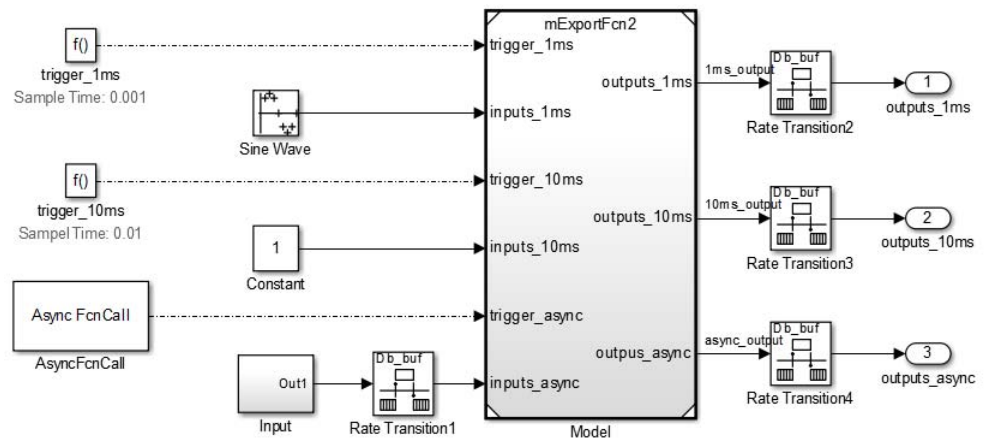 f()
trigger_1ms
Sample Time: 0.001
Sine Wave
f()
trigger_10ms
Sampel Time: 0.01
1
Constant
Async FcnCall
AsyncFcnCall
Out1
Input
Db_buf
Rate Transition1
mExportFcn2
trigger_1ms
outputs_1ms
inputs_1ms
trigger_10ms
outputs_10ms
inputs_10ms
trigger_async
outpus_async
inputs_async
Model
1ms_output
Db_buf
Rate Transition2
1
outputs_1ms
10ms_output
Db_buf
Rate Transition3
2
outputs_10ms
async_output
Db_buf
Rate Transition4
3
outputs_async